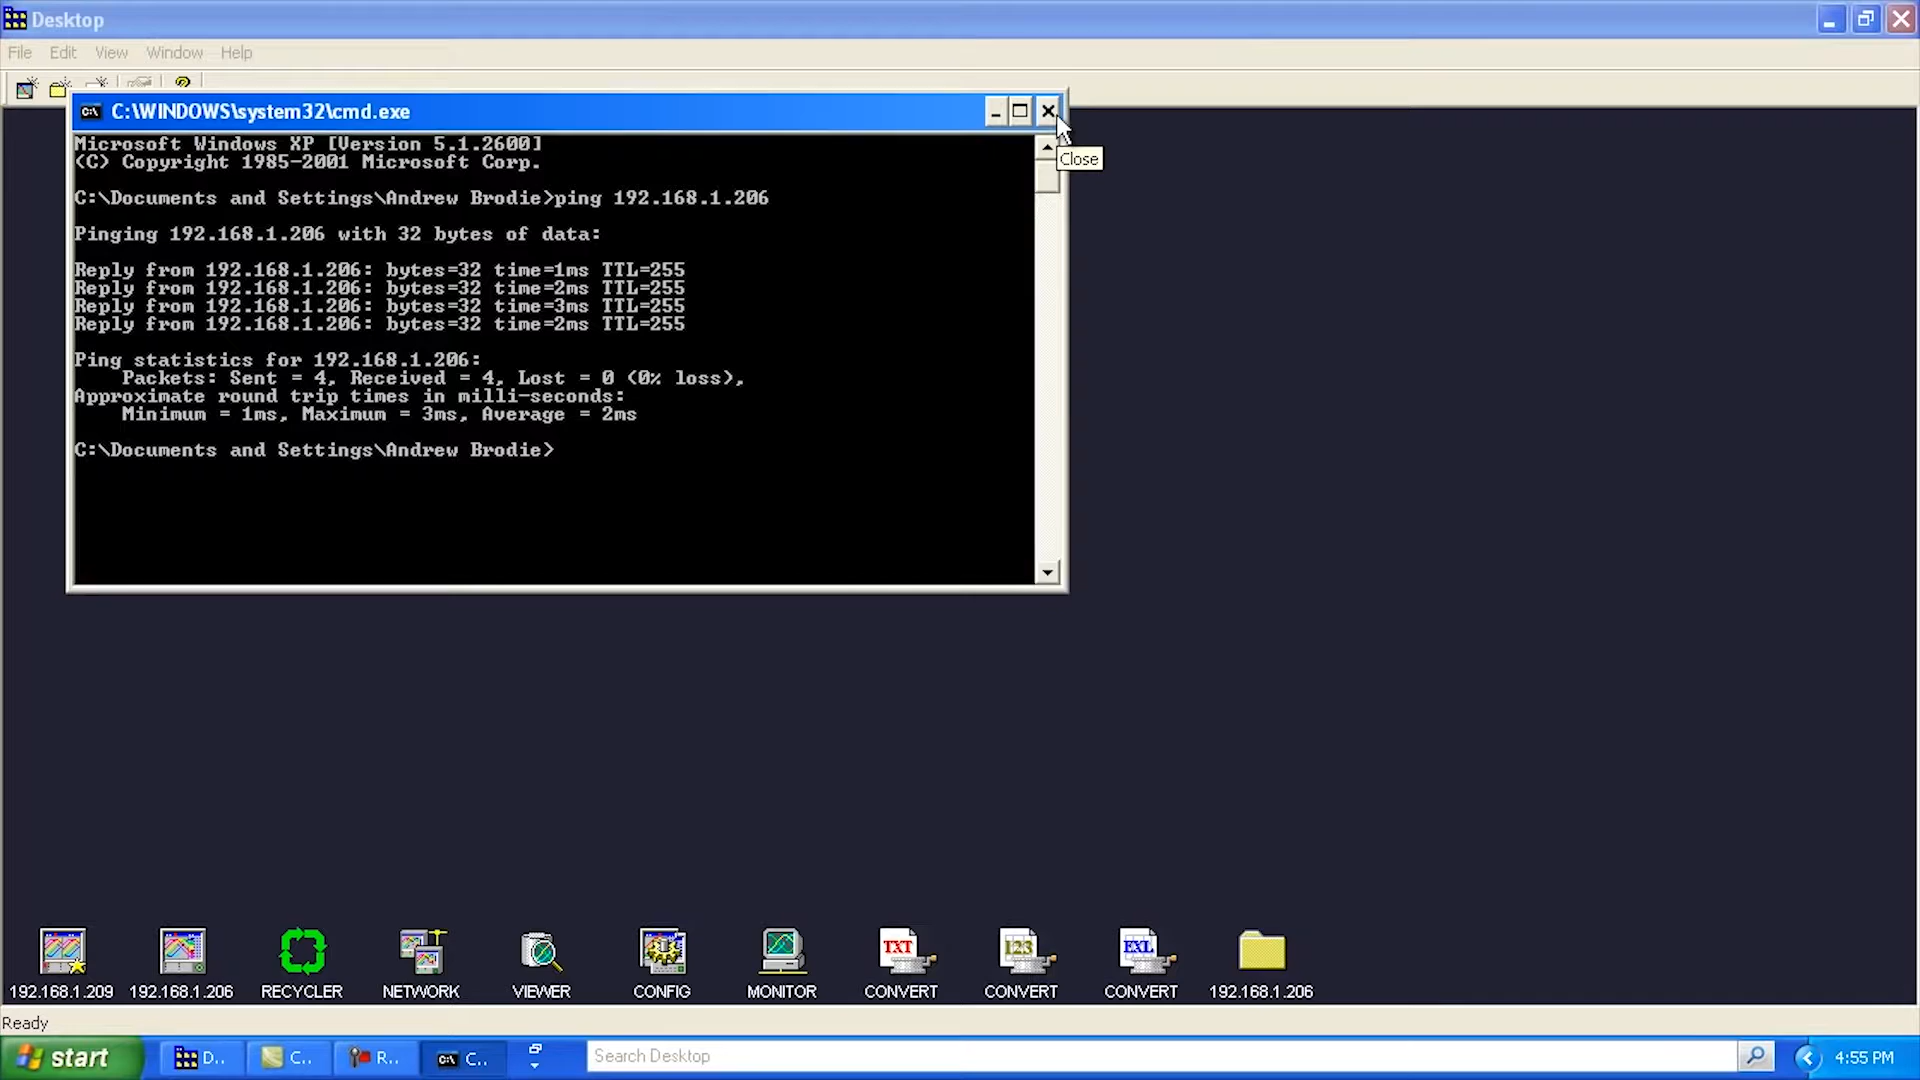 Desktop
File Edit View Window Help
C:\WINDOWS\system32\cmd.exe
Close
Microsoft Windows XP [Version 5.1.2600]
(C) Copyright 1985-2001 Microsoft Corp.
C:\Documents and Settings\Andrew Brodie>ping 192.168.1.206
Pinging 192.168.1.206 with 32 bytes of data:
Reply from 192.168.1.206: bytes=32 time=1ms TTL=255
Reply from 192.168.1.206: bytes=32 time=2ms TTL=255
Reply from 192.168.1.206: bytes=32 time=3ms TTL=255
Reply from 192.168.1.206: bytes=32 time=2ms TTL=255
Ping statistics for 192.168.1.206:
Packets: Sent = 4, Received = 4, Lost = 0 (0% loss),
Approximate round trip times in milli-seconds:
Minimum = 1ms, Maximum = 3ms, Average = 2ms
C:\Documents and Settings\Andrew Brodie>
TXT 123 EXL
192.168.1.209 192.168.1.206 RECYCLER NETWORK VIEWER CONFIG MONITOR CONVERT CONVERT CONVERT 192.168.1.206
Ready
start D.. C.. R.. C:\ C.. Search Desktop 4:55 PM